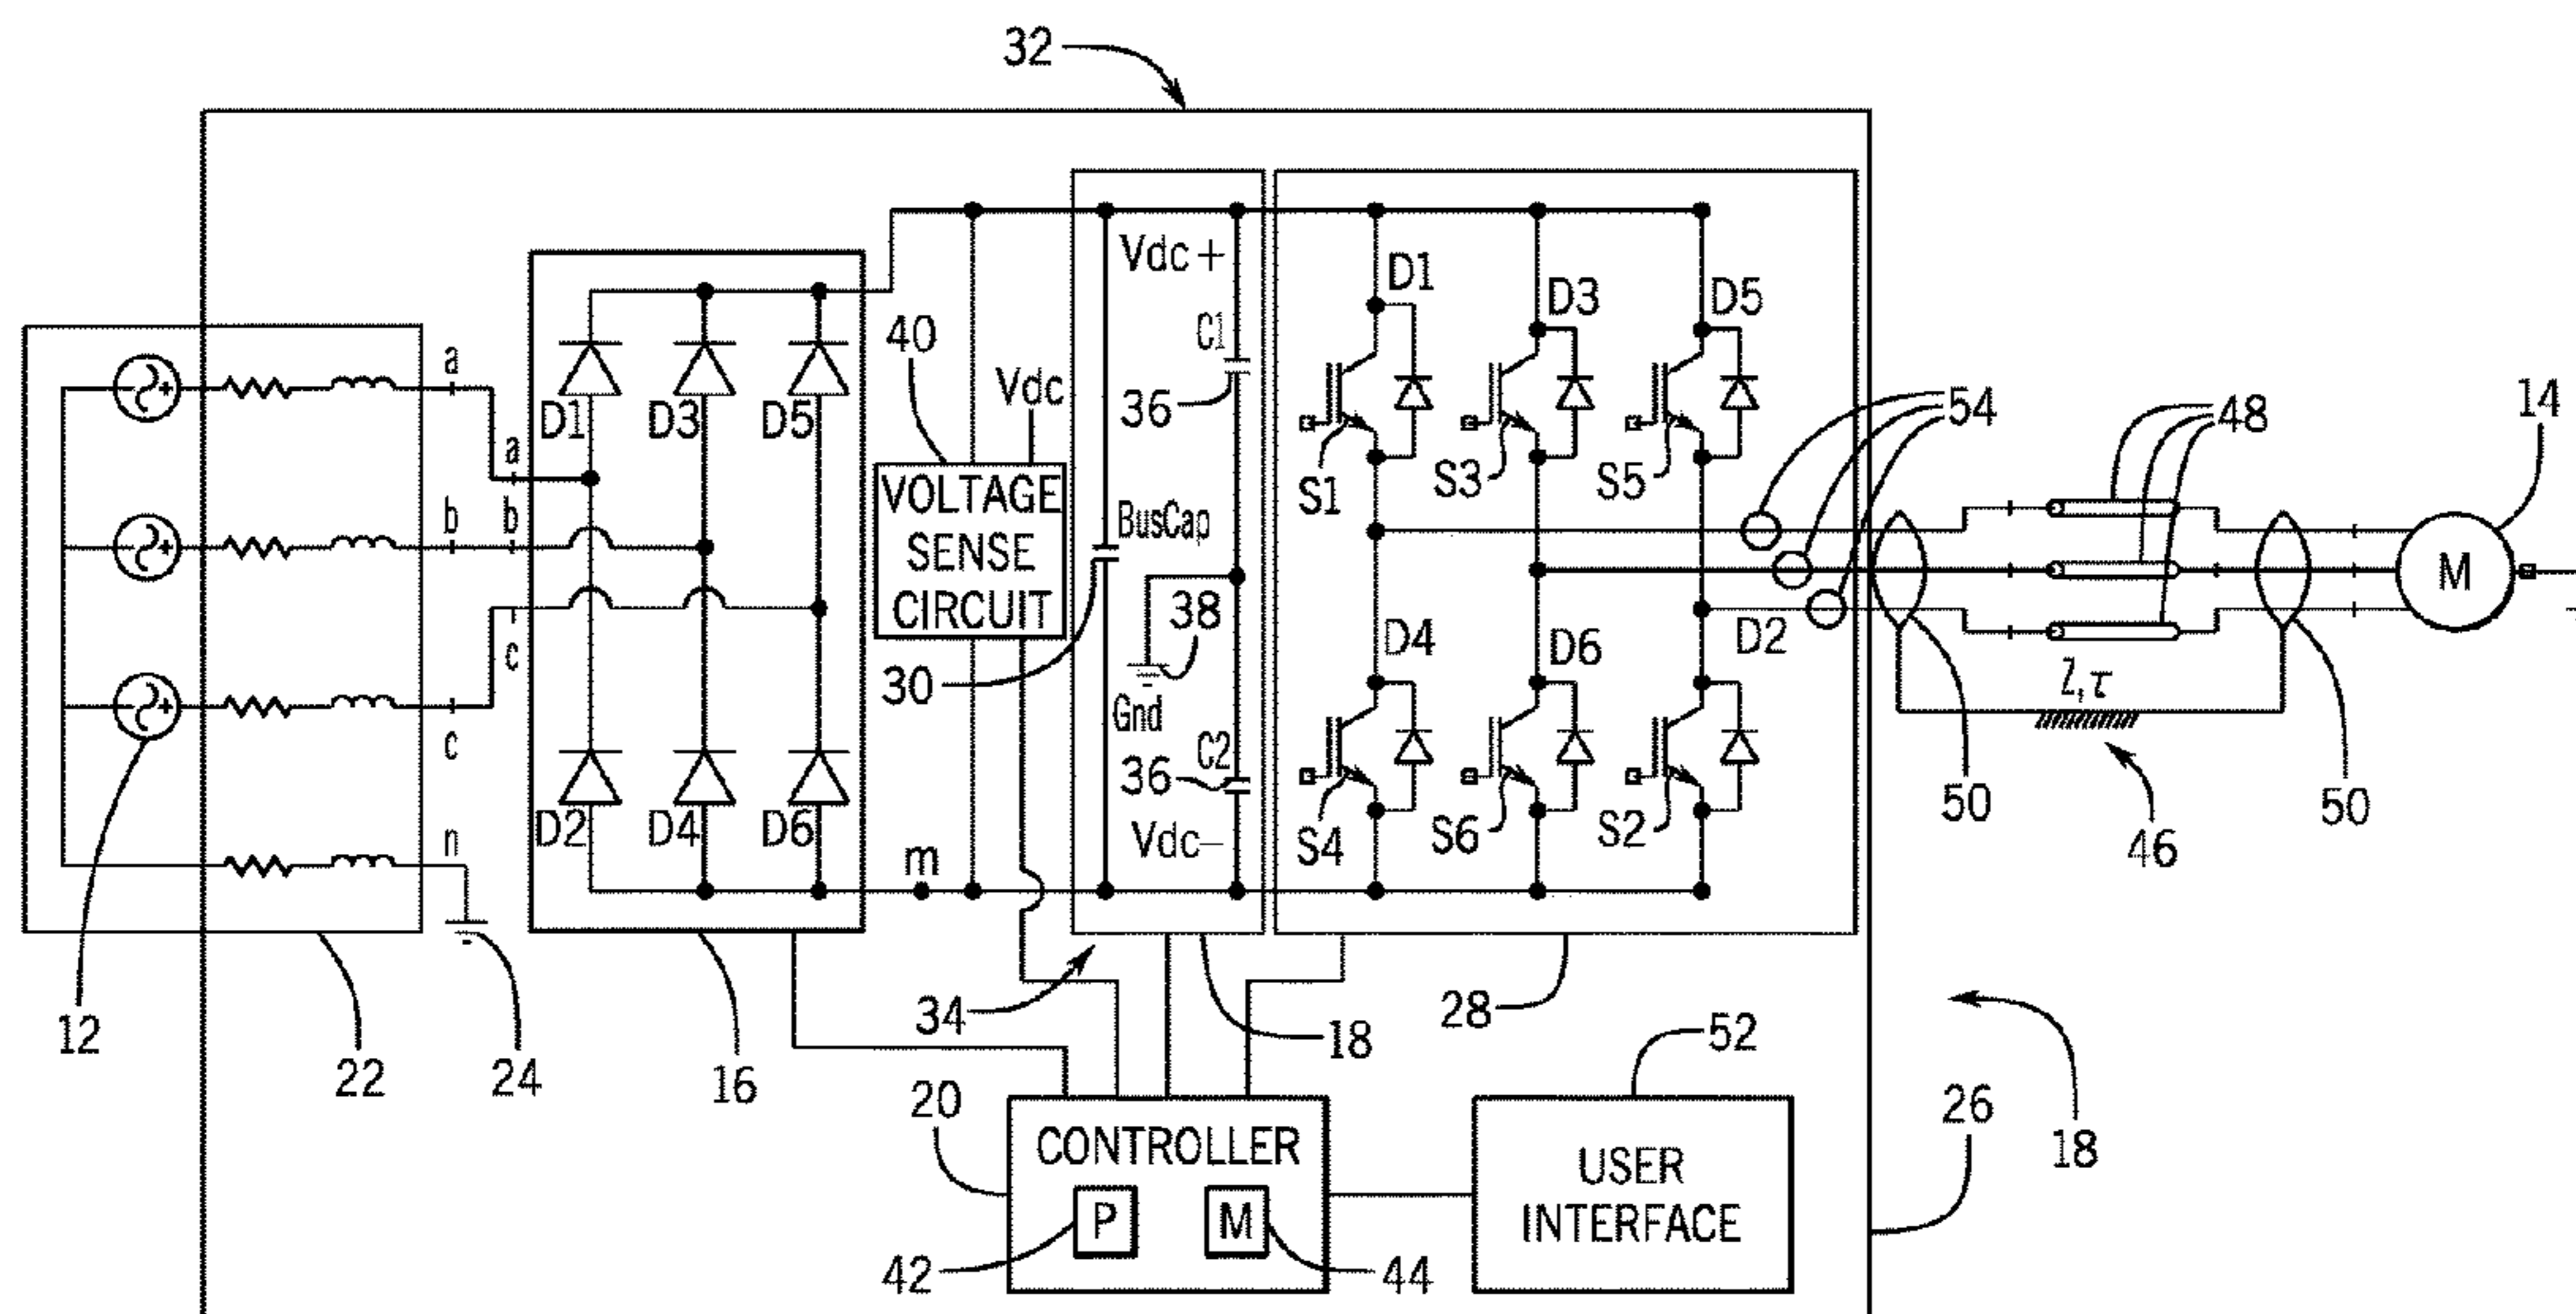 32
Vdc+
D1
D3
D5
C1
40
Vdc
36
54
48
14
a
a
b
b
c
c
n
D1
D3
D5
S1
S3
S5
VOLTAGE
SENSE
CIRCUIT
BusCap
M
38
30
Gnd
D4
D6
D2
Z,τ
C2
36
Vdc−
D2
D4
D6
m
S4
S6
S2
50
50
46
12
22
24
16
34
18
28
52
20
26
18
CONTROLLER
P
M
42
44
USER
INTERFACE